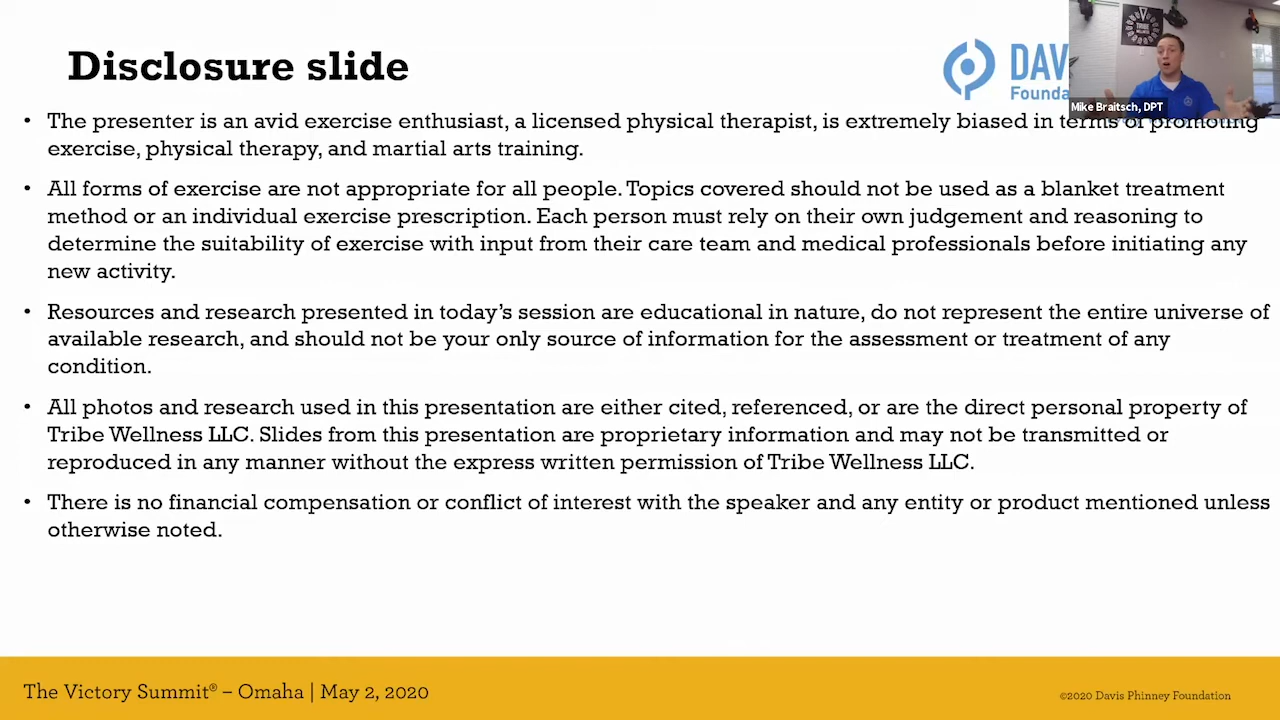 Disclosure slide
DAV
Founda
TRIBE
WELLNESS
Mike Braitsch, DPT
• The presenter is an avid exercise enthusiast, a licensed physical therapist, is extremely biased in terms of promoting
exercise, physical therapy, and martial arts training.
• All forms of exercise are not appropriate for all people. Topics covered should not be used as a blanket treatment
method or an individual exercise prescription. Each person must rely on their own judgement and reasoning to
determine the suitability of exercise with input from their care team and medical professionals before initiating any
new activity.
• Resources and research presented in today’s session are educational in nature, do not represent the entire universe of
available research, and should not be your only source of information for the assessment or treatment of any
condition.
• All photos and research used in this presentation are either cited, referenced, or are the direct personal property of
Tribe Wellness LLC. Slides from this presentation are proprietary information and may not be transmitted or
reproduced in any manner without the express written permission of Tribe Wellness LLC.
• There is no financial compensation or conflict of interest with the speaker and any entity or product mentioned unless
otherwise noted.
The Victory Summit® – Omaha | May 2, 2020
©2020 Davis Phinney Foundation